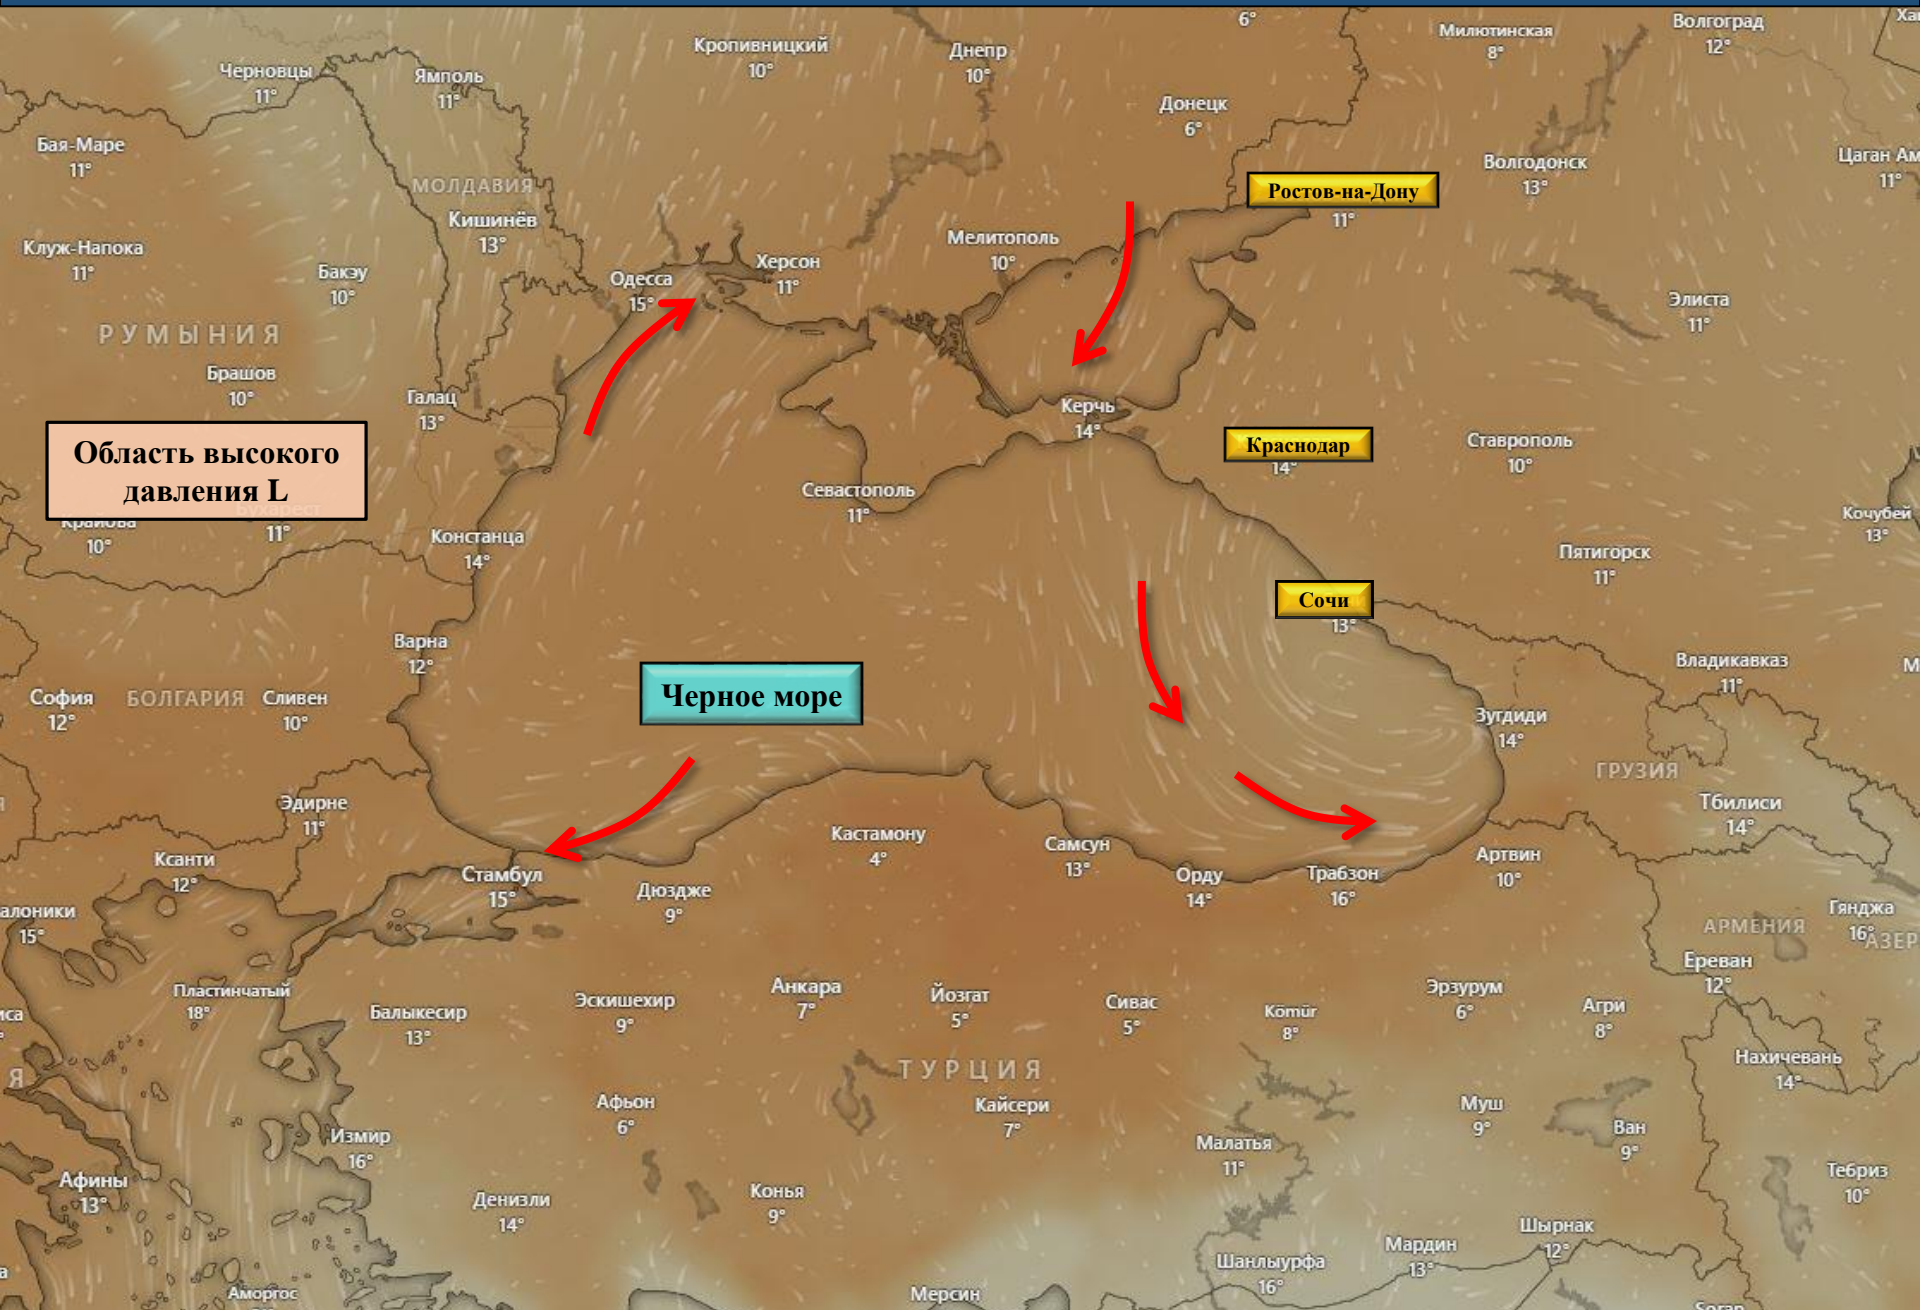 6°
Милютинская
8°
Волгоград
12°
Кропивницкий
10°
Днепр
10°
Черновцы
11°
Ямполь
11°
Донецк
6°
Бая-Маре
11°
Волгодонск
13°
Цаган Ам
11°
МОЛДАВИЯ
Ростов-на-Дону
11°
Кишинёв
13°
Клуж-Напока
11°
Мелитополь
10°
Бакэу
10°
Одесса
15°
Херсон
11°
Элиста
11°
РУМЫНИЯ
Брашов
10°
Галац
13°
Керчь
14°
Область высокого
давления L
Краснодар
14°
Ставрополь
10°
Севастополь
11°
Бухарест
11°
Крайова
10°
Констанца
14°
Кочубей
13°
Пятигорск
11°
Сочи
13°
Варна
12°
Владикавказ
11°
Черное море
София
12°
БОЛГАРИЯ
Сливен
10°
Зугдиди
14°
ГРУЗИЯ
Эдирне
11°
Тбилиси
14°
Кастамону
4°
Самсун
13°
Ксанти
12°
Стамбул
15°
Дюздже
9°
Орду
14°
Трабзон
16°
Артвин
10°
алоники
15°
АРМЕНИЯ
Гянджа
16°
АЗЕР
Ереван
12°
Пластинчатый
18°
Балыкесир
13°
Эскишехир
9°
Анкара
7°
Йозгат
5°
Сивас
5°
Kömür
8°
Эрзурум
6°
Агри
8°
Нахичевань
14°
ТУРЦИЯ
Я
Афьон
6°
Кайсери
7°
Муш
9°
Ван
9°
Измир
16°
Малатья
11°
Афины
13°
Денизли
14°
Конья
9°
Тебриз
10°
Шырнак
12°
Мардин
13°
Шанлыурфа
16°
Аморгос
Мерсин